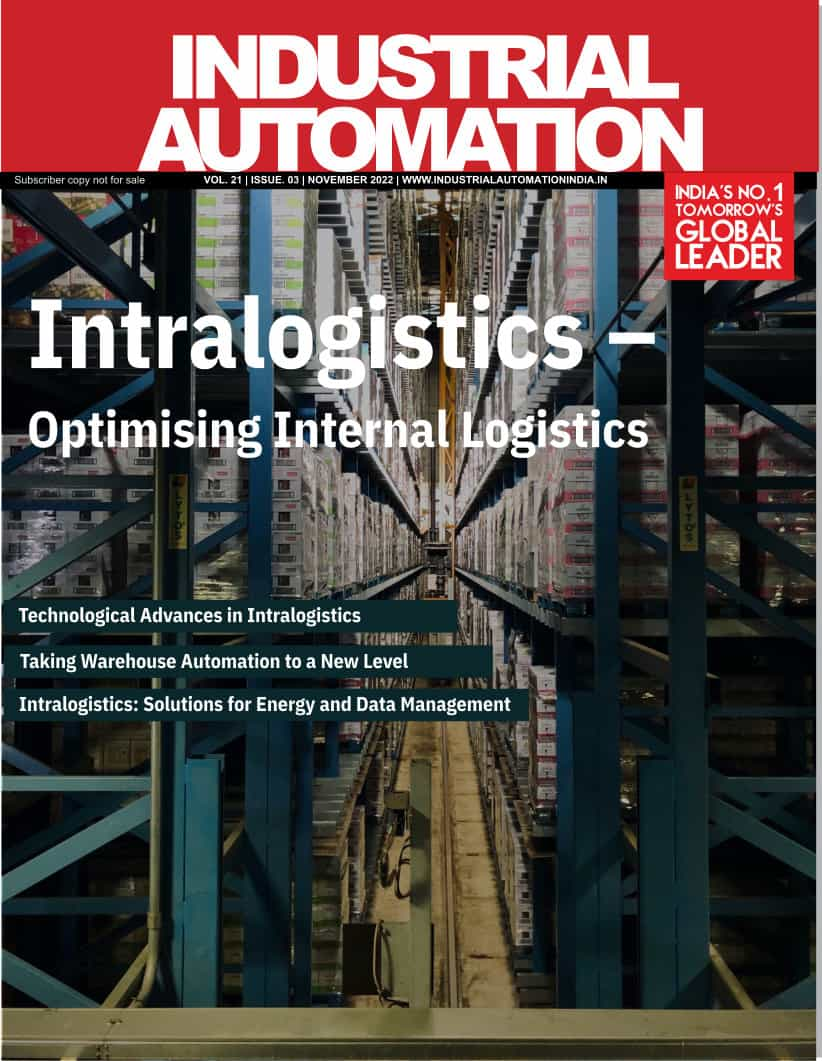 INDUSTRIAL
AUTOMATION
Subscriber copy not for sale
VOL. 21 | ISSUE. 03 | NOVEMBER 2022 | WWW.INDUSTRIALAUTOMATIONINDIA.IN
INDIA'S NO.1
TOMORROW'S
GLOBAL
LEADER
Intralogistics –
Optimising Internal Logistics
LYTO'S
LYTO'S
Technological Advances in Intralogistics
Taking Warehouse Automation to a New Level
Intralogistics: Solutions for Energy and Data Management